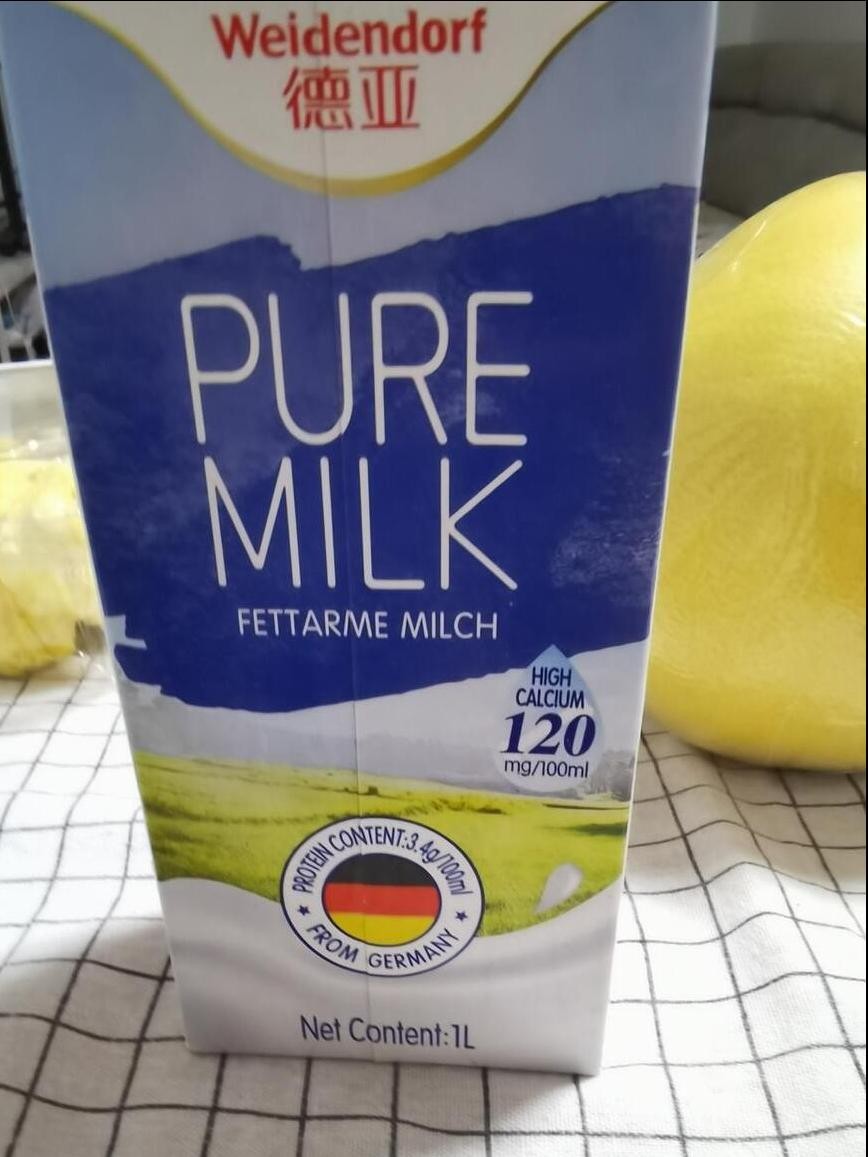 Weidendorf
德亚
PURE
MILK
FETTARME MILCH
HIGH
CALCIUM
120
mg/100ml
PROTEIN CONTENT:3.4g/100ml
FROM GERMANY
Net Content:1L